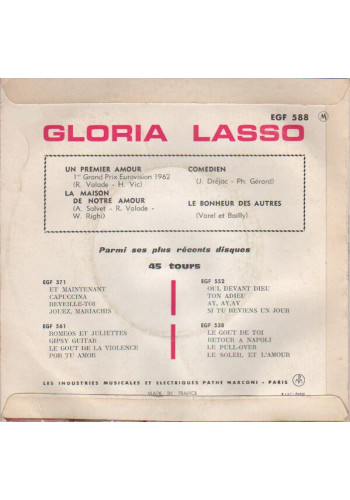 EGF 588 M
GLORIA LASSO
UN PREMIER AMOUR
1er Grand Prix Eurovision 1962
(R. Valade - H. Vic)
LA MAISON
DE NOTRE AMOUR
(A. Salvet - R. Valade -
W. Righi)
COMEDIEN
(J. Dréjac - Ph. Gérard)
LE BONHEUR DES AUTRES
(Varel et Bailly)
Parmi ses plus récents disques
45 tours
EGF 571
ET MAINTENANT
CAPUCCINA
REVEILLE-TOI
JOUEZ, MARIACHIS
EGF 561
ROMEOS ET JULIETTES
GIPSY GUITAR
LE GOUT DE LA VIOLENCE
POR TU AMOR
EGF 552
OUI, DEVANT DIEU
TON ADIEU
AY, AY, AY
SI TU REVIENS UN JOUR
EGF 538
LE GOUT DE TOI
RETOUR A NAPOLI
LE PULL-OVER
LE SOLEIL ET L'AMOUR
LES INDUSTRIES MUSICALES ET ELECTRIQUES PATHE MARCONI - PARIS
MADE IN FRANCE